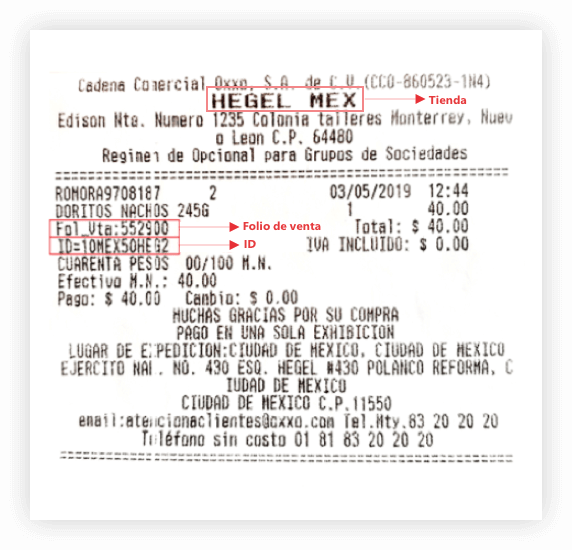 Cadena Comercial Oxxo, S.A. de C.V (CCO-860523-1N4)
HEGEL MEX Tienda
Edison Nte. Numero 1235 Colonia talleres Monterrey, Nuev
o Leon C.P. 64480
Regimen de Opcional para Grupos de Sociedades
ROMORA9708187 2 03/05/2019 12:44
DORITOS NACHOS 245G 1 40.00
Fol_Vta:552900 Folio de venta Total: $ 40.00
ID=10MEX50HEG2 ID IVA INCLUIDO: $ 0.00
CUARENTA PESOS 00/100 M.N.
Efectivo M.N.: 40.00
Pago: $ 40.00 Cambio: $ 0.00
MUCHAS GRACIAS POR SU COMPRA
PAGO EN UNA SOLA EXHIBICION
LUGAR DE EXPEDICION:CIUDAD DE MEXICO, CIUDAD DE MEXICO
EJERCITO NAL. NO. 430 ESQ. HEGEL #430 POLANCO REFORMA, C
IUDAD DE MEXICO
CIUDAD DE MEXICO C.P.11550
email:atencionaclientes@oxxo.com Tel.Mty.83 20 20 20
Teléfono sin costo 01 81 83 20 20 20